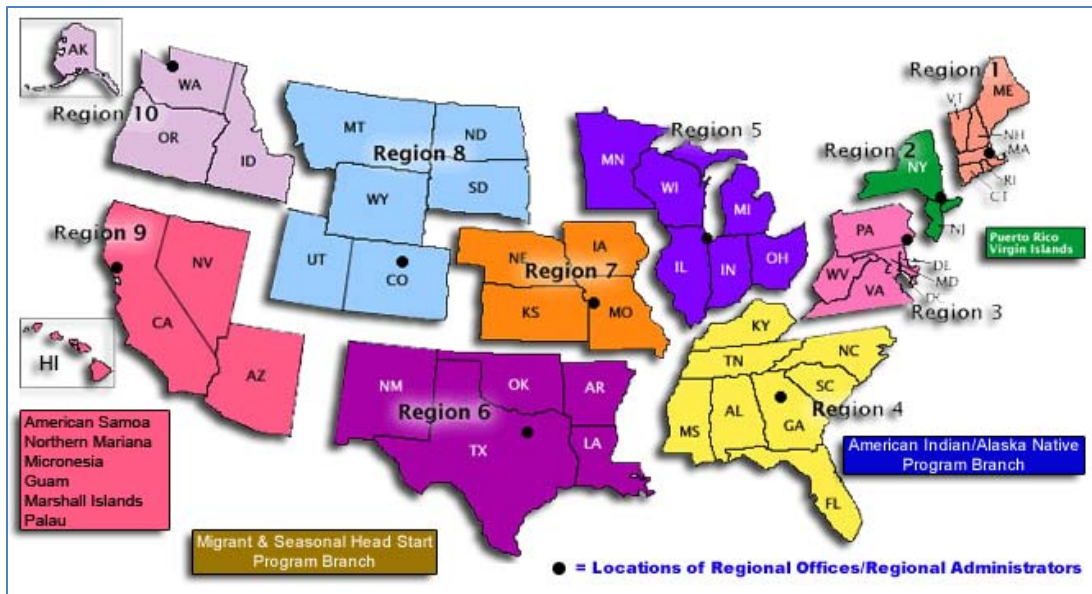 AK
WA
Region 10
OR
ID
MT
ND
Region 8
WY
SD
UT
CO
Region 5
MN
WI
MI
IL
IN
OH
Region 1
ME
VT
NH
MA
RI
CT
Region 2
NY
NJ
Puerto Rico
Virgin Islands
PA
WV
VA
DE
MD
DC
Region 3
Region 9
NV
CA
AZ
HI
American Samoa
Northern Mariana
Micronesia
Guam
Marshall Islands
Palau
NE
IA
Region 7
KS
MO
NM
OK
AR
Region 6
TX
LA
KY
TN
NC
SC
Region 4
MS
AL
GA
FL
American Indian/Alaska Native
Program Branch
Migrant & Seasonal Head Start
Program Branch
= Locations of Regional Offices/Regional Administrators